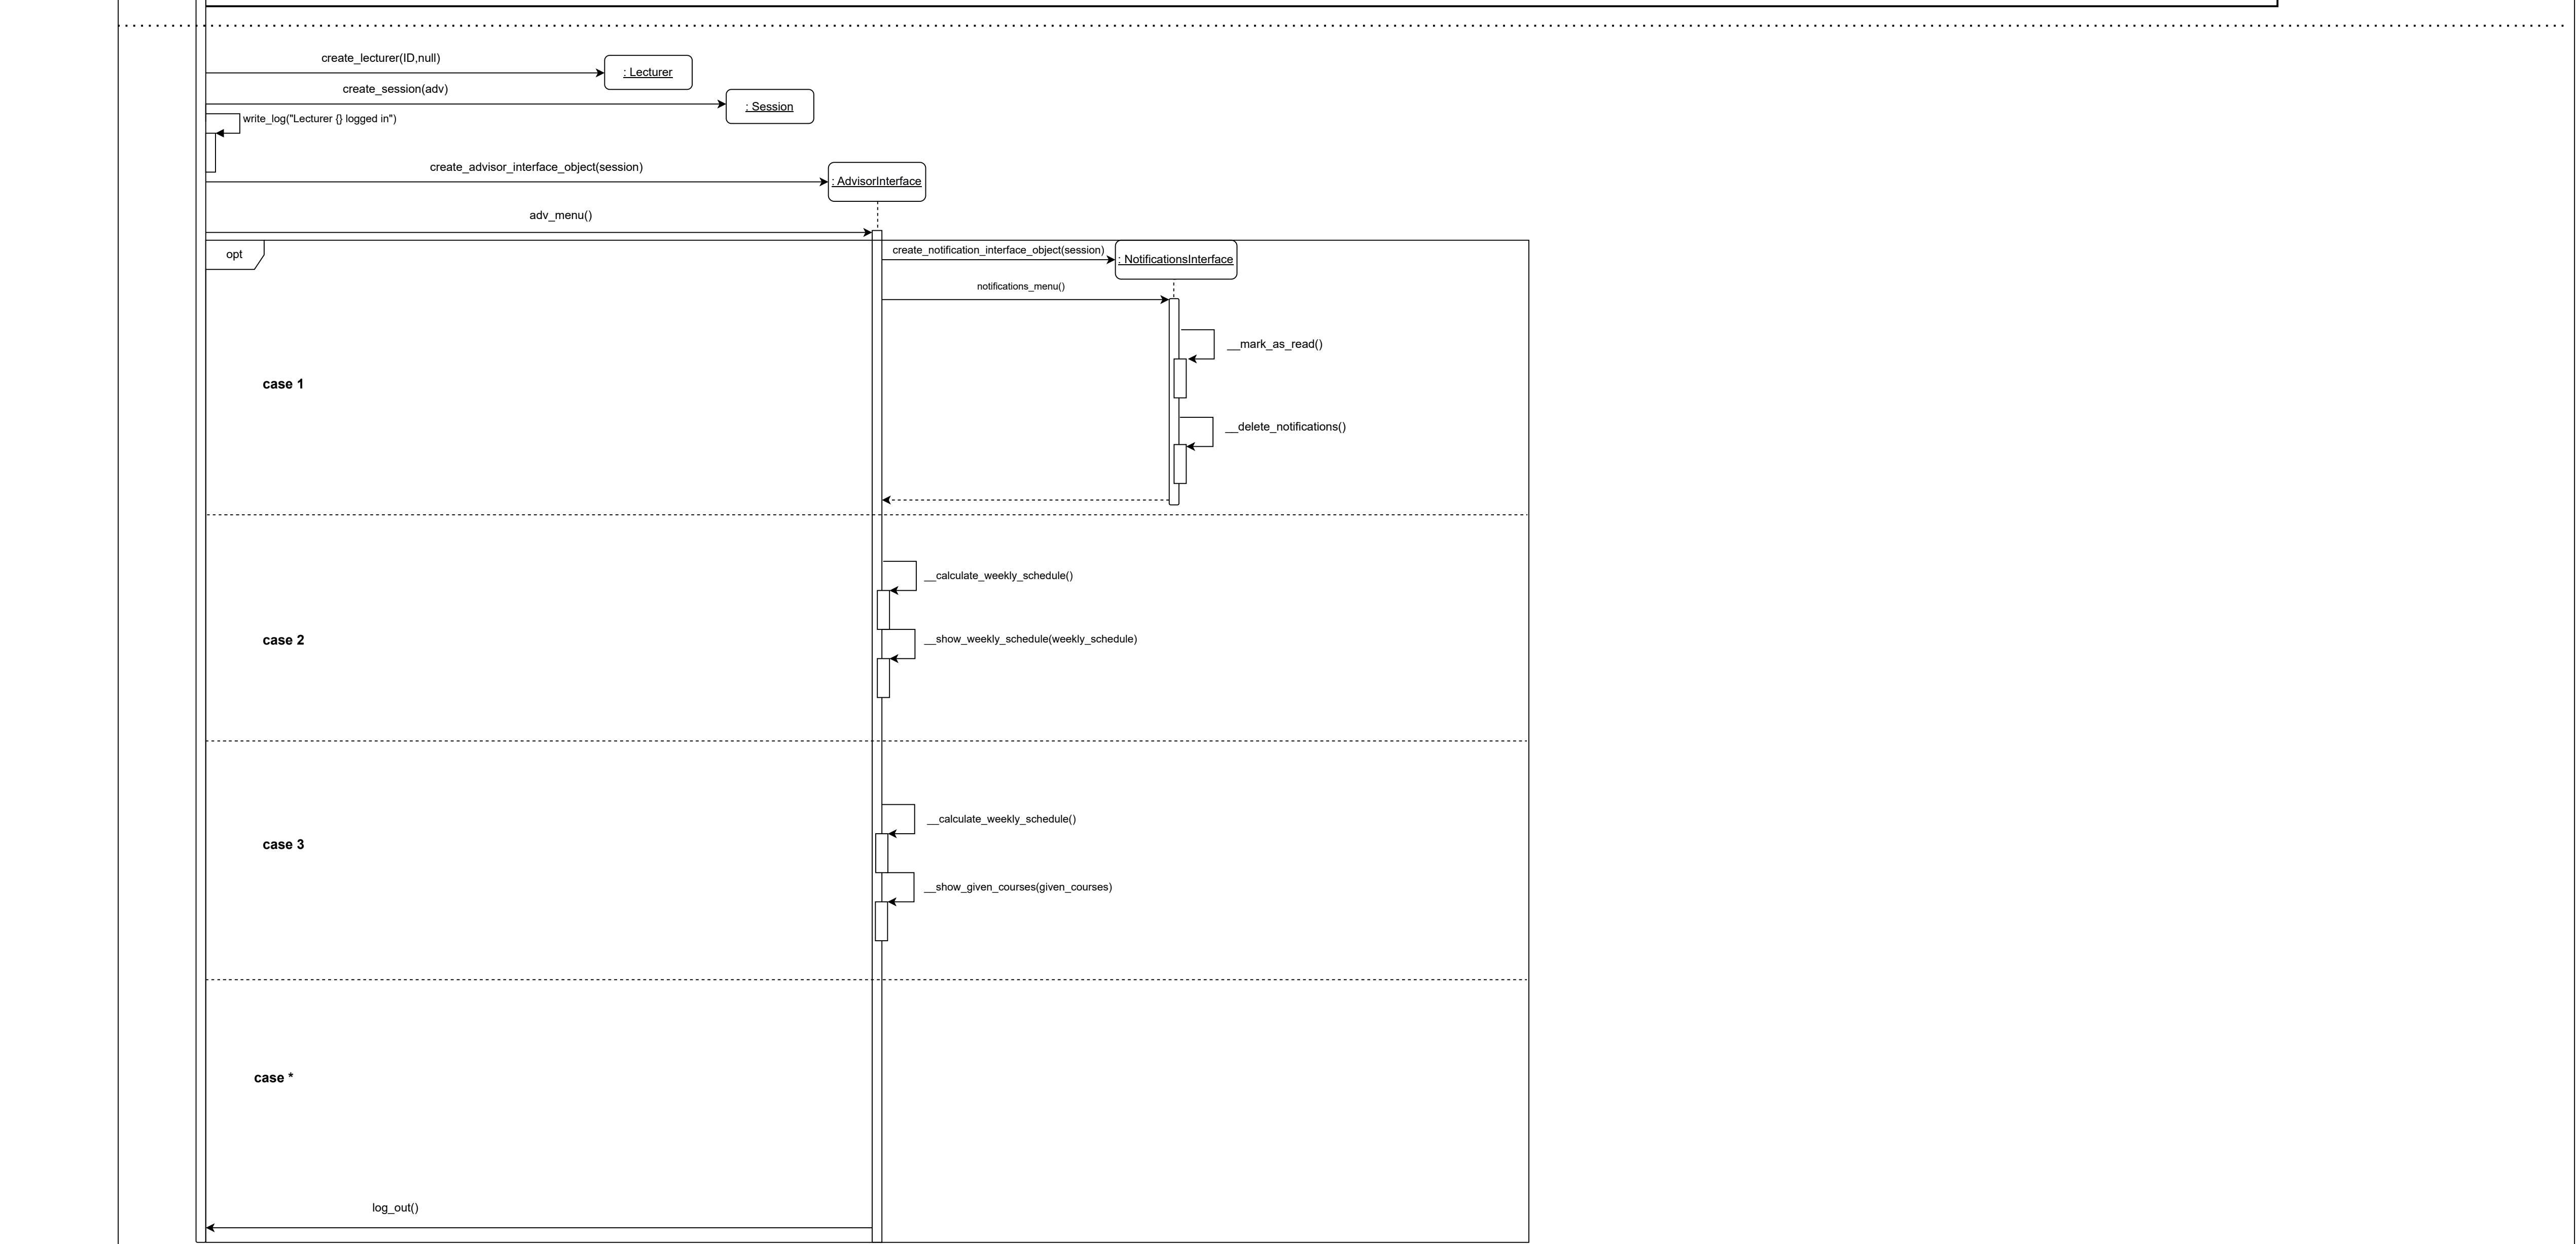 create_lecturer(ID,null)
: Lecturer
create_session(adv)
: Session
write_log("Lecturer {} logged in")
create_advisor_interface_object(session)
: AdvisorInterface
adv_menu()
opt
create_notification_interface_object(session)
: NotificationsInterface
notifications_menu()
__mark_as_read()
case 1
__delete_notifications()
__calculate_weekly_schedule()
case 2
__show_weekly_schedule(weekly_schedule)
__calculate_weekly_schedule()
case 3
__show_given_courses(given_courses)
case *
log_out()